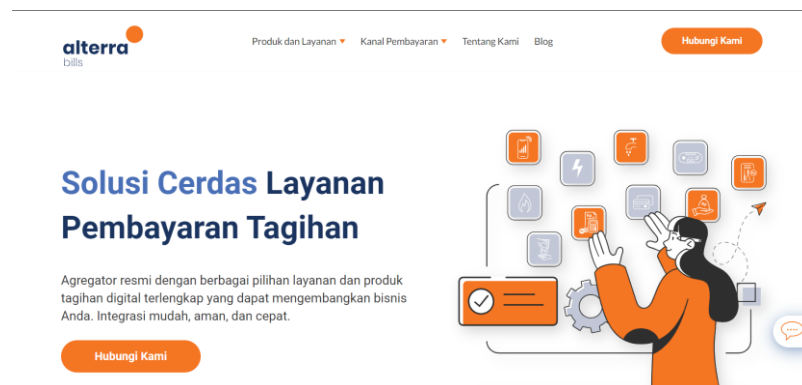 alterra
bills
Produk dan Layanan
Kanal Pembayaran
Tentang Kami
Blog
Hubungi Kami
Solusi Cerdas Layanan
Pembayaran Tagihan
Agregator resmi dengan berbagai pilihan layanan dan produk
tagihan digital terlengkap yang dapat mengembangkan bisnis
Anda. Integrasi mudah, aman, dan cepat.
Hubungi Kami